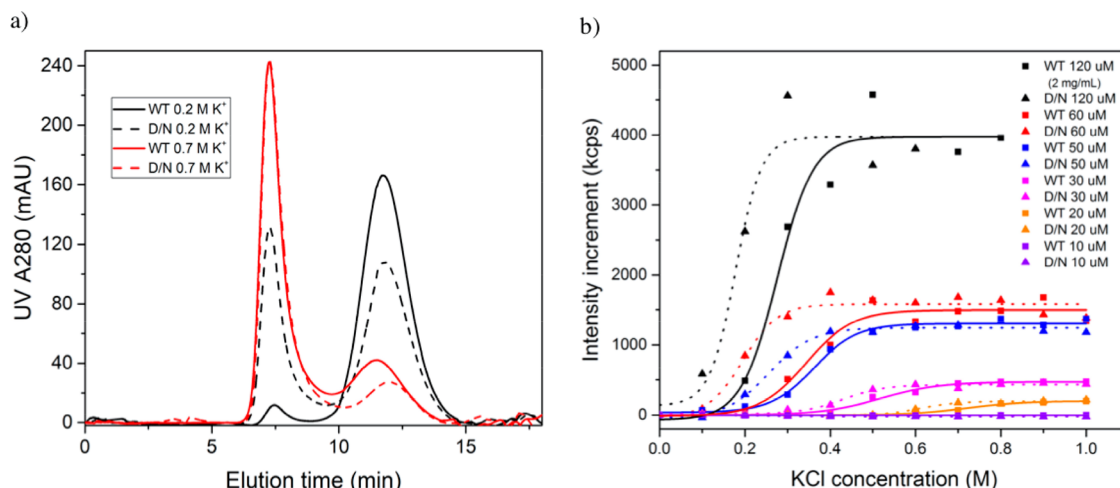 a)
240
200
160
120
80
40
0
UV A280 (mAU)
WT 0.2 M K⁺
D/N 0.2 M K⁺
WT 0.7 M K⁺
D/N 0.7 M K⁺
0
5
10
15
Elution time (min)
b)
5000
4000
3000
2000
1000
0
Intensity increment (kcps)
WT 120 uM
(2 mg/mL)
D/N 120 uM
WT 60 uM
D/N 60 uM
WT 50 uM
D/N 50 uM
WT 30 uM
D/N 30 uM
WT 20 uM
D/N 20 uM
WT 10 uM
D/N 10 uM
0.0
0.2
0.4
0.6
0.8
1.0
KCl concentration (M)